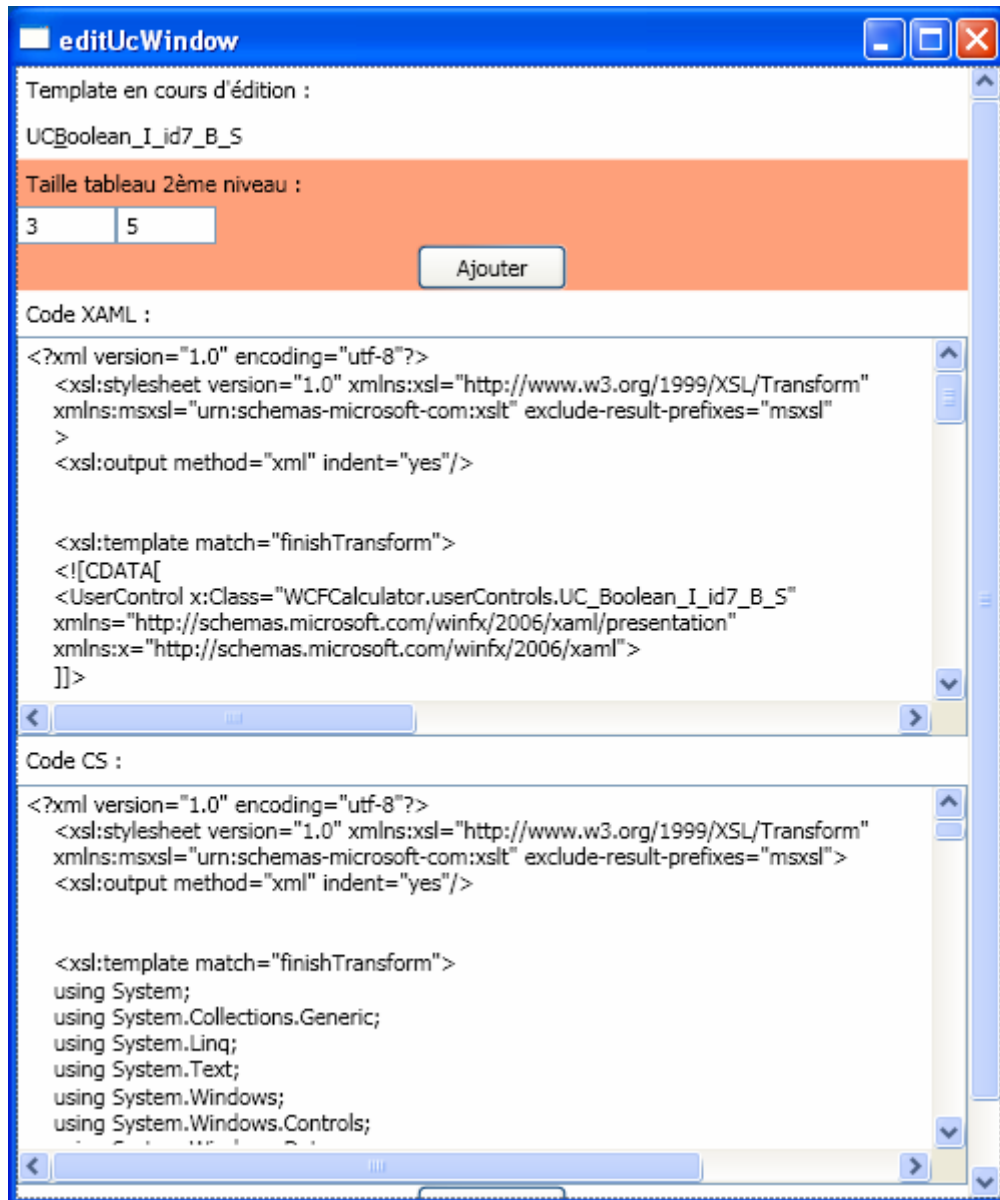 editUcWindow
Template en cours d'édition :
UCBoolean_I_id7_B_S
Taille tableau 2ème niveau :
3 5
Ajouter
Code XAML :
<?xml version="1.0" encoding="utf-8"?>
<xsl:stylesheet version="1.0" xmlns:xsl="http://www.w3.org/1999/XSL/Transform"
xmlns:msxsl="urn:schemas-microsoft-com:xslt" exclude-result-prefixes="msxsl"
>
<xsl:output method="xml" indent="yes"/>
<xsl:template match="finishTransform">
<![CDATA[
<UserControl x:Class="WCFCalculator.userControls.UC_Boolean_I_id7_B_S"
xmlns="http://schemas.microsoft.com/winfx/2006/xaml/presentation"
xmlns:x="http://schemas.microsoft.com/winfx/2006/xaml">
]]>
Code CS :
<?xml version="1.0" encoding="utf-8"?>
<xsl:stylesheet version="1.0" xmlns:xsl="http://www.w3.org/1999/XSL/Transform"
xmlns:msxsl="urn:schemas-microsoft-com:xslt" exclude-result-prefixes="msxsl">
<xsl:output method="xml" indent="yes"/>
<xsl:template match="finishTransform">
using System;
using System.Collections.Generic;
using System.Linq;
using System.Text;
using System.Windows;
using System.Windows.Controls;